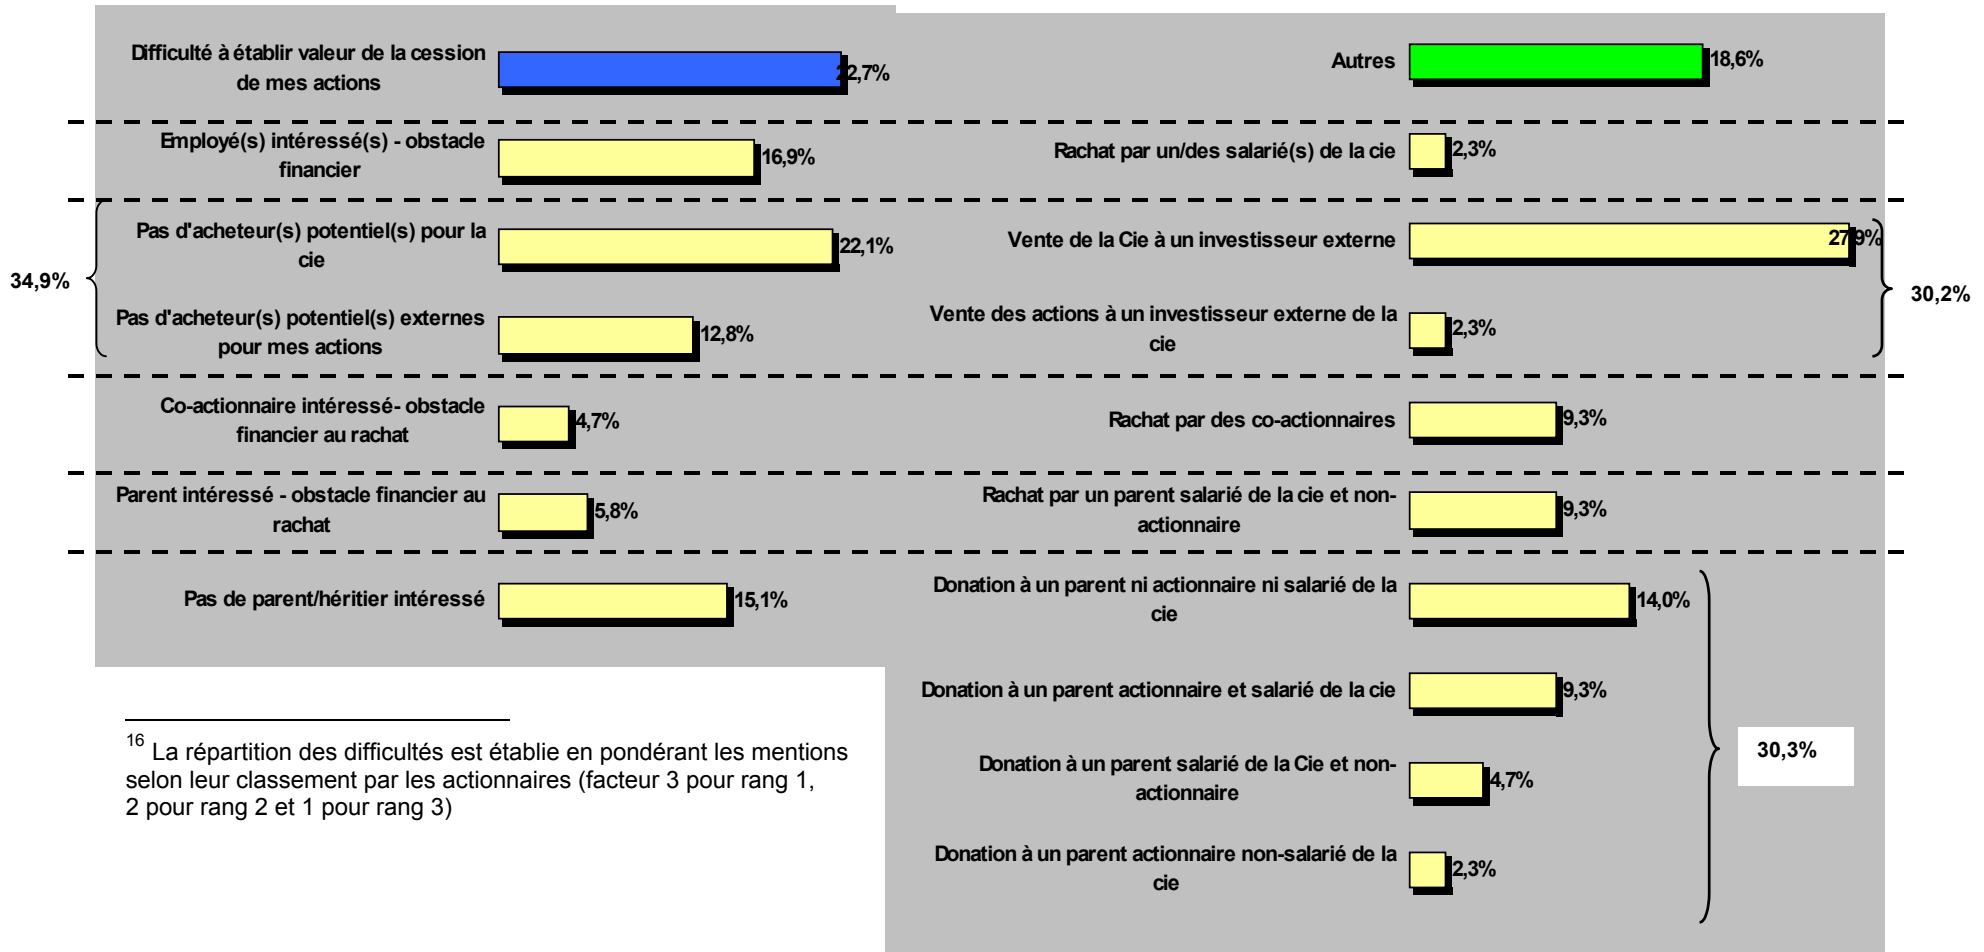 Difficulté à établir valeur de la cession
de mes actions
22,7%
Employé(s) intéressé(s) - obstacle
financier
16,9%
Pas d'acheteur(s) potentiel(s) pour la
cie
22,1%
34,9%
Pas d'acheteur(s) potentiel(s) externes
pour mes actions
12,8%
Co-actionnaire intéressé- obstacle
financier au rachat
4,7%
Parent intéressé - obstacle financier au
rachat
5,8%
Pas de parent/héritier intéressé
15,1%
16 La répartition des difficultés est établie en pondérant les mentions
selon leur classement par les actionnaires (facteur 3 pour rang 1,
2 pour rang 2 et 1 pour rang 3)
Autres
18,6%
Rachat par un/des salarié(s) de la cie
2,3%
Vente de la Cie à un investisseur externe
27,9%
30,2%
Vente des actions à un investisseur externe de la
cie
2,3%
Rachat par des co-actionnaires
9,3%
Rachat par un parent salarié de la cie et non-
actionnaire
9,3%
Donation à un parent ni actionnaire ni salarié de la
cie
14,0%
Donation à un parent actionnaire et salarié de la cie
9,3%
30,3%
Donation à un parent salarié de la Cie et non-
actionnaire
4,7%
Donation à un parent actionnaire non-salarié de la
cie
2,3%